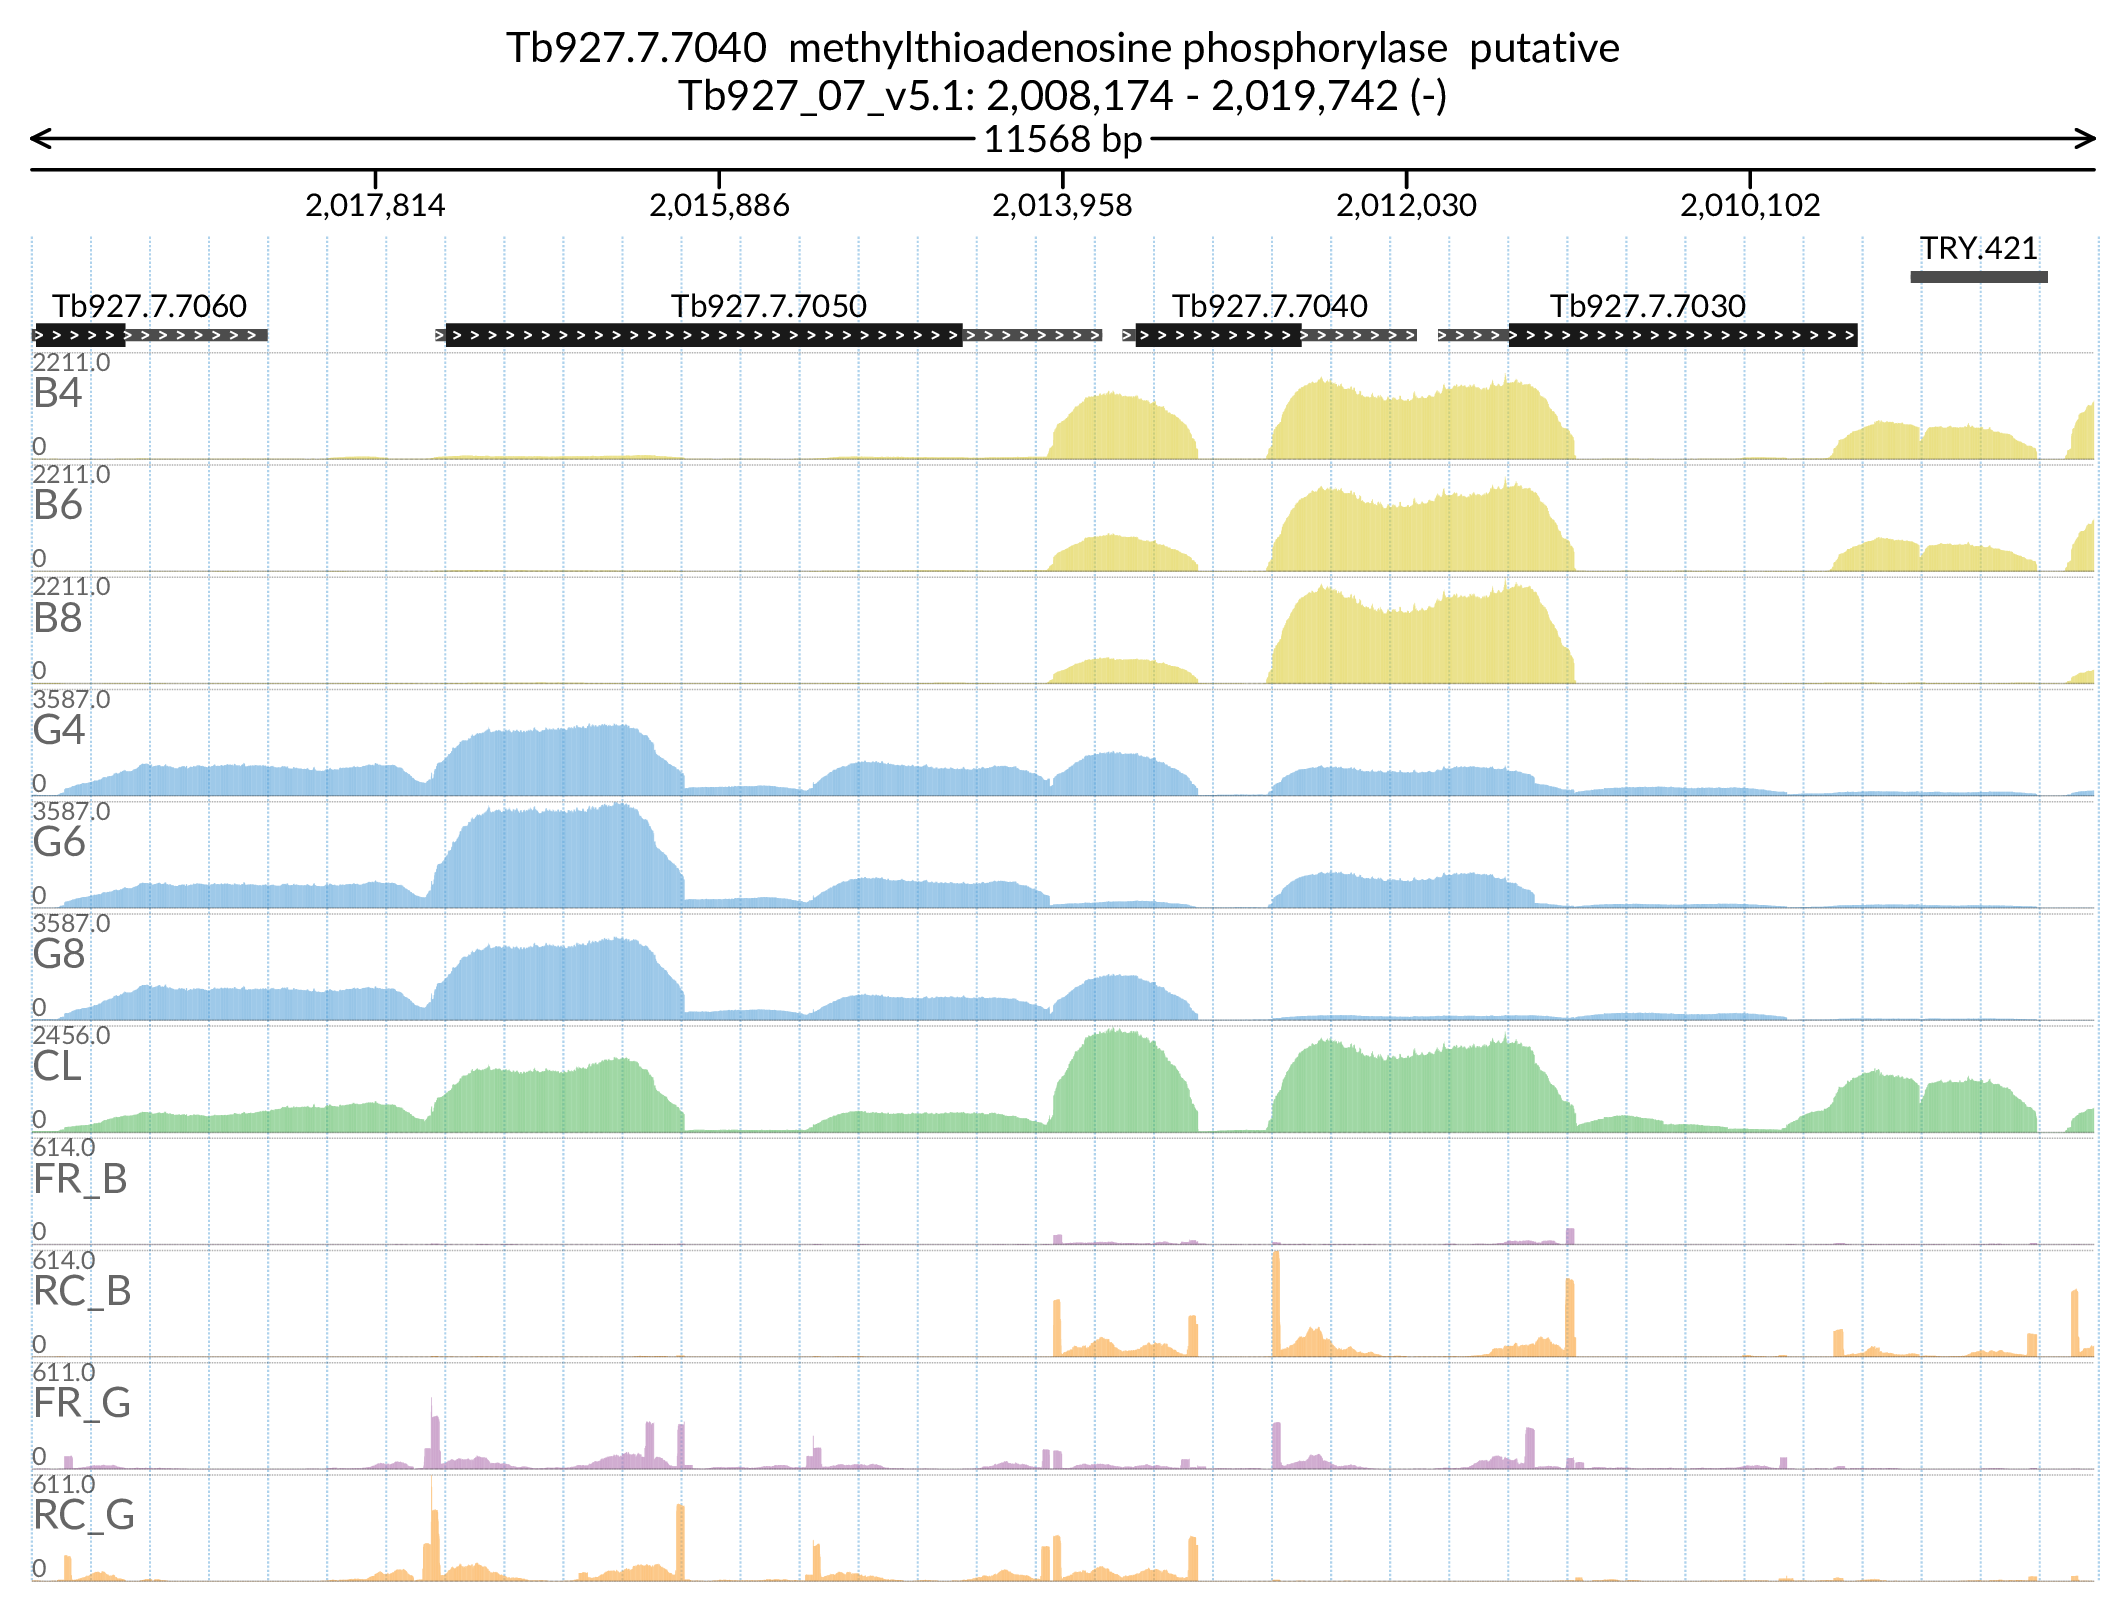 Tb927.7.7040  methylthioadenosine phosphorylase  putative
Tb927_07_v5.1: 2,008,174 - 2,019,742 (-)
11568 bp
2,017,814 2,015,886 2,013,958 2,012,030 2,010,102
TRY.421
Tb927.7.7060 Tb927.7.7050 Tb927.7.7040 Tb927.7.7030
2211.0
B4
0
2211.0
B6
0
2211.0
B8
0
3587.0
G4
0
3587.0
G6
0
3587.0
G8
0
2456.0
CL
0
614.0
FR_B
0
614.0
RC_B
0
611.0
FR_G
0
611.0
RC_G
0